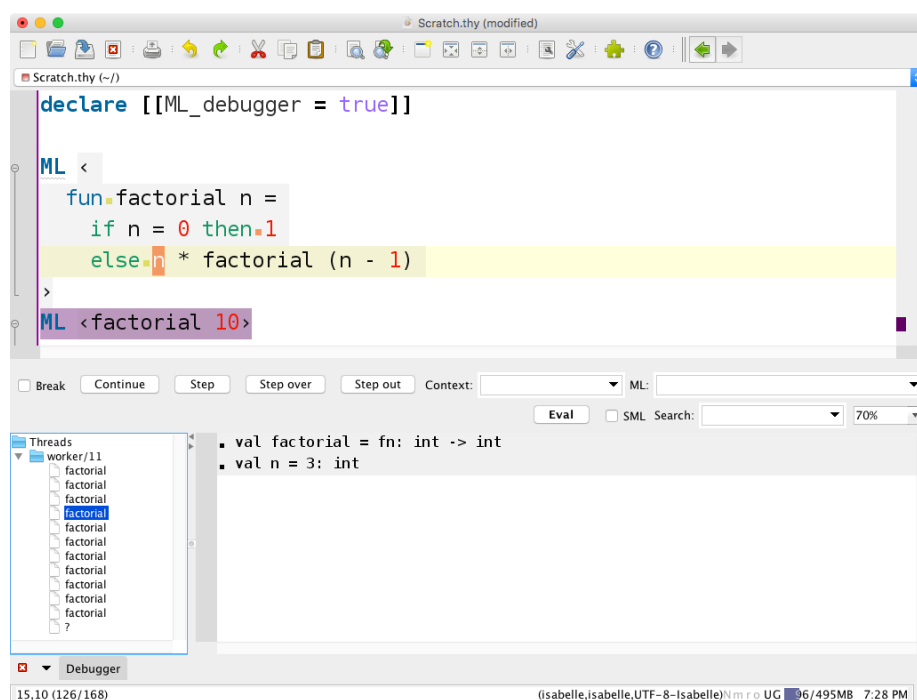 Scratch.thy (modified)
Scratch.thy (~/)
declare [[ML_debugger = true]]
ML ‹
fun factorial n =
if n = 0 then 1
else n * factorial (n - 1)
›
ML ‹factorial 10›
Break Continue Step Step over Step out Context: ML:
Eval SML Search: 70%
Threads
worker/11
factorial
factorial
factorial
factorial
factorial
factorial
factorial
factorial
factorial
factorial
factorial
?
val factorial = fn: int -> int
val n = 3: int
Debugger
15,10 (126/168) (isabelle,isabelle,UTF-8-Isabelle)N m r o UG 96/495MB 7:28 PM